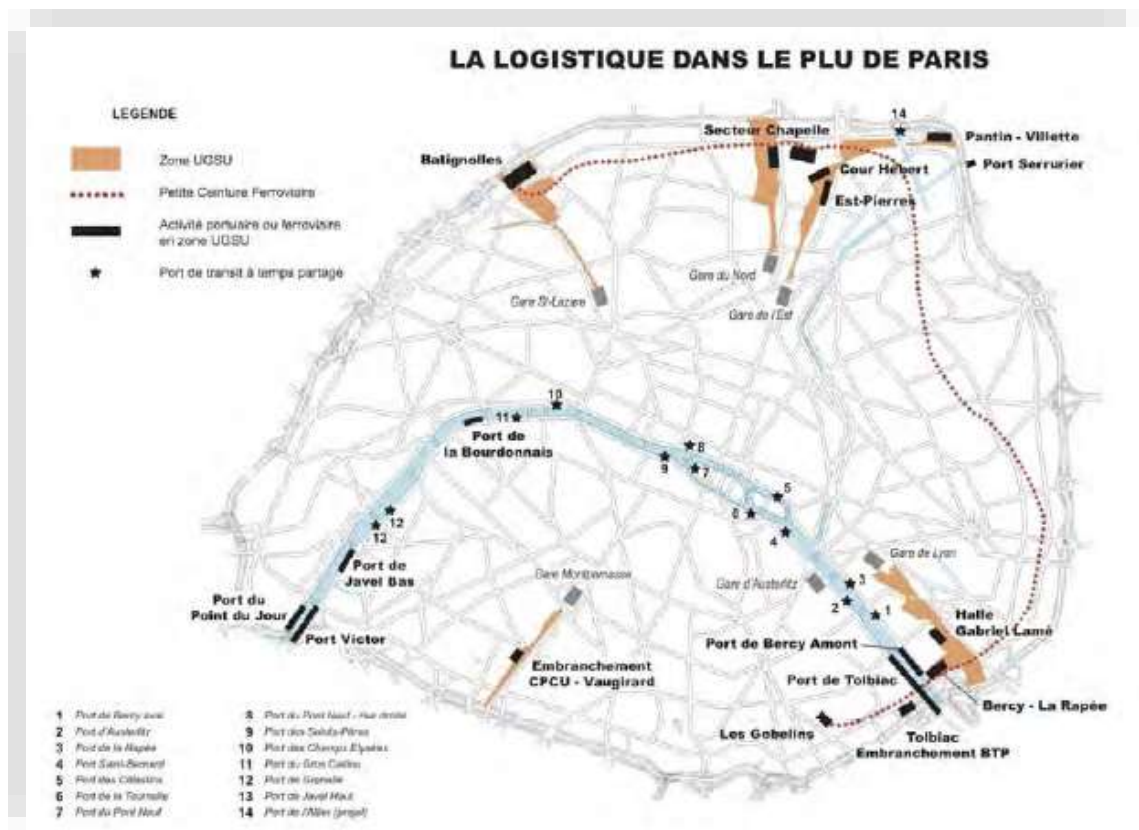 LA LOGISTIQUE DANS LE PLU DE PARIS
LEGENDE
Zone UGSU
Petite Ceinture Ferroviaire
Activité portuaire ou ferroviaire
en zone UGSU
Port de transit à temps partagé
14
Secteur Chapelle
Pantin - Villette
Batignolles
Port Serrurier
Cour Hébert
Est-Pierres
Gare du Nord
Gare St-Lazare
Gare de l'Est
10
11
Port de
la Bourdonnais
8
9
7
5
6
12
12
4
Gare de Lyon
Port de
Javel Bas
Gare Montparnasse
Gare d'Austerlitz
3
2
1
Port du
Point du Jour
Halle
Gabriel Lamé
Port Victor
Port de Bercy Amont
Embranchement
CPCU - Vaugirard
Port de Tolbiac
Bercy - La Rapée
Les Gobelins
Tolbiac
Embranchement BTP
1 Port de Bercy aval
2 Port d'Austerlitz
3 Port de la Rapée
4 Port Saint-Bernard
5 Port des Célestins
6 Port de la Tournelle
7 Port du Pont Neuf
8 Port du Pont Neuf - rive droite
9 Port des Saints-Pères
10 Port des Champs Elysées
11 Port du Gros Caillou
12 Port de Grenelle
13 Port de Javel Haut
14 Port de l'Allier (projet)